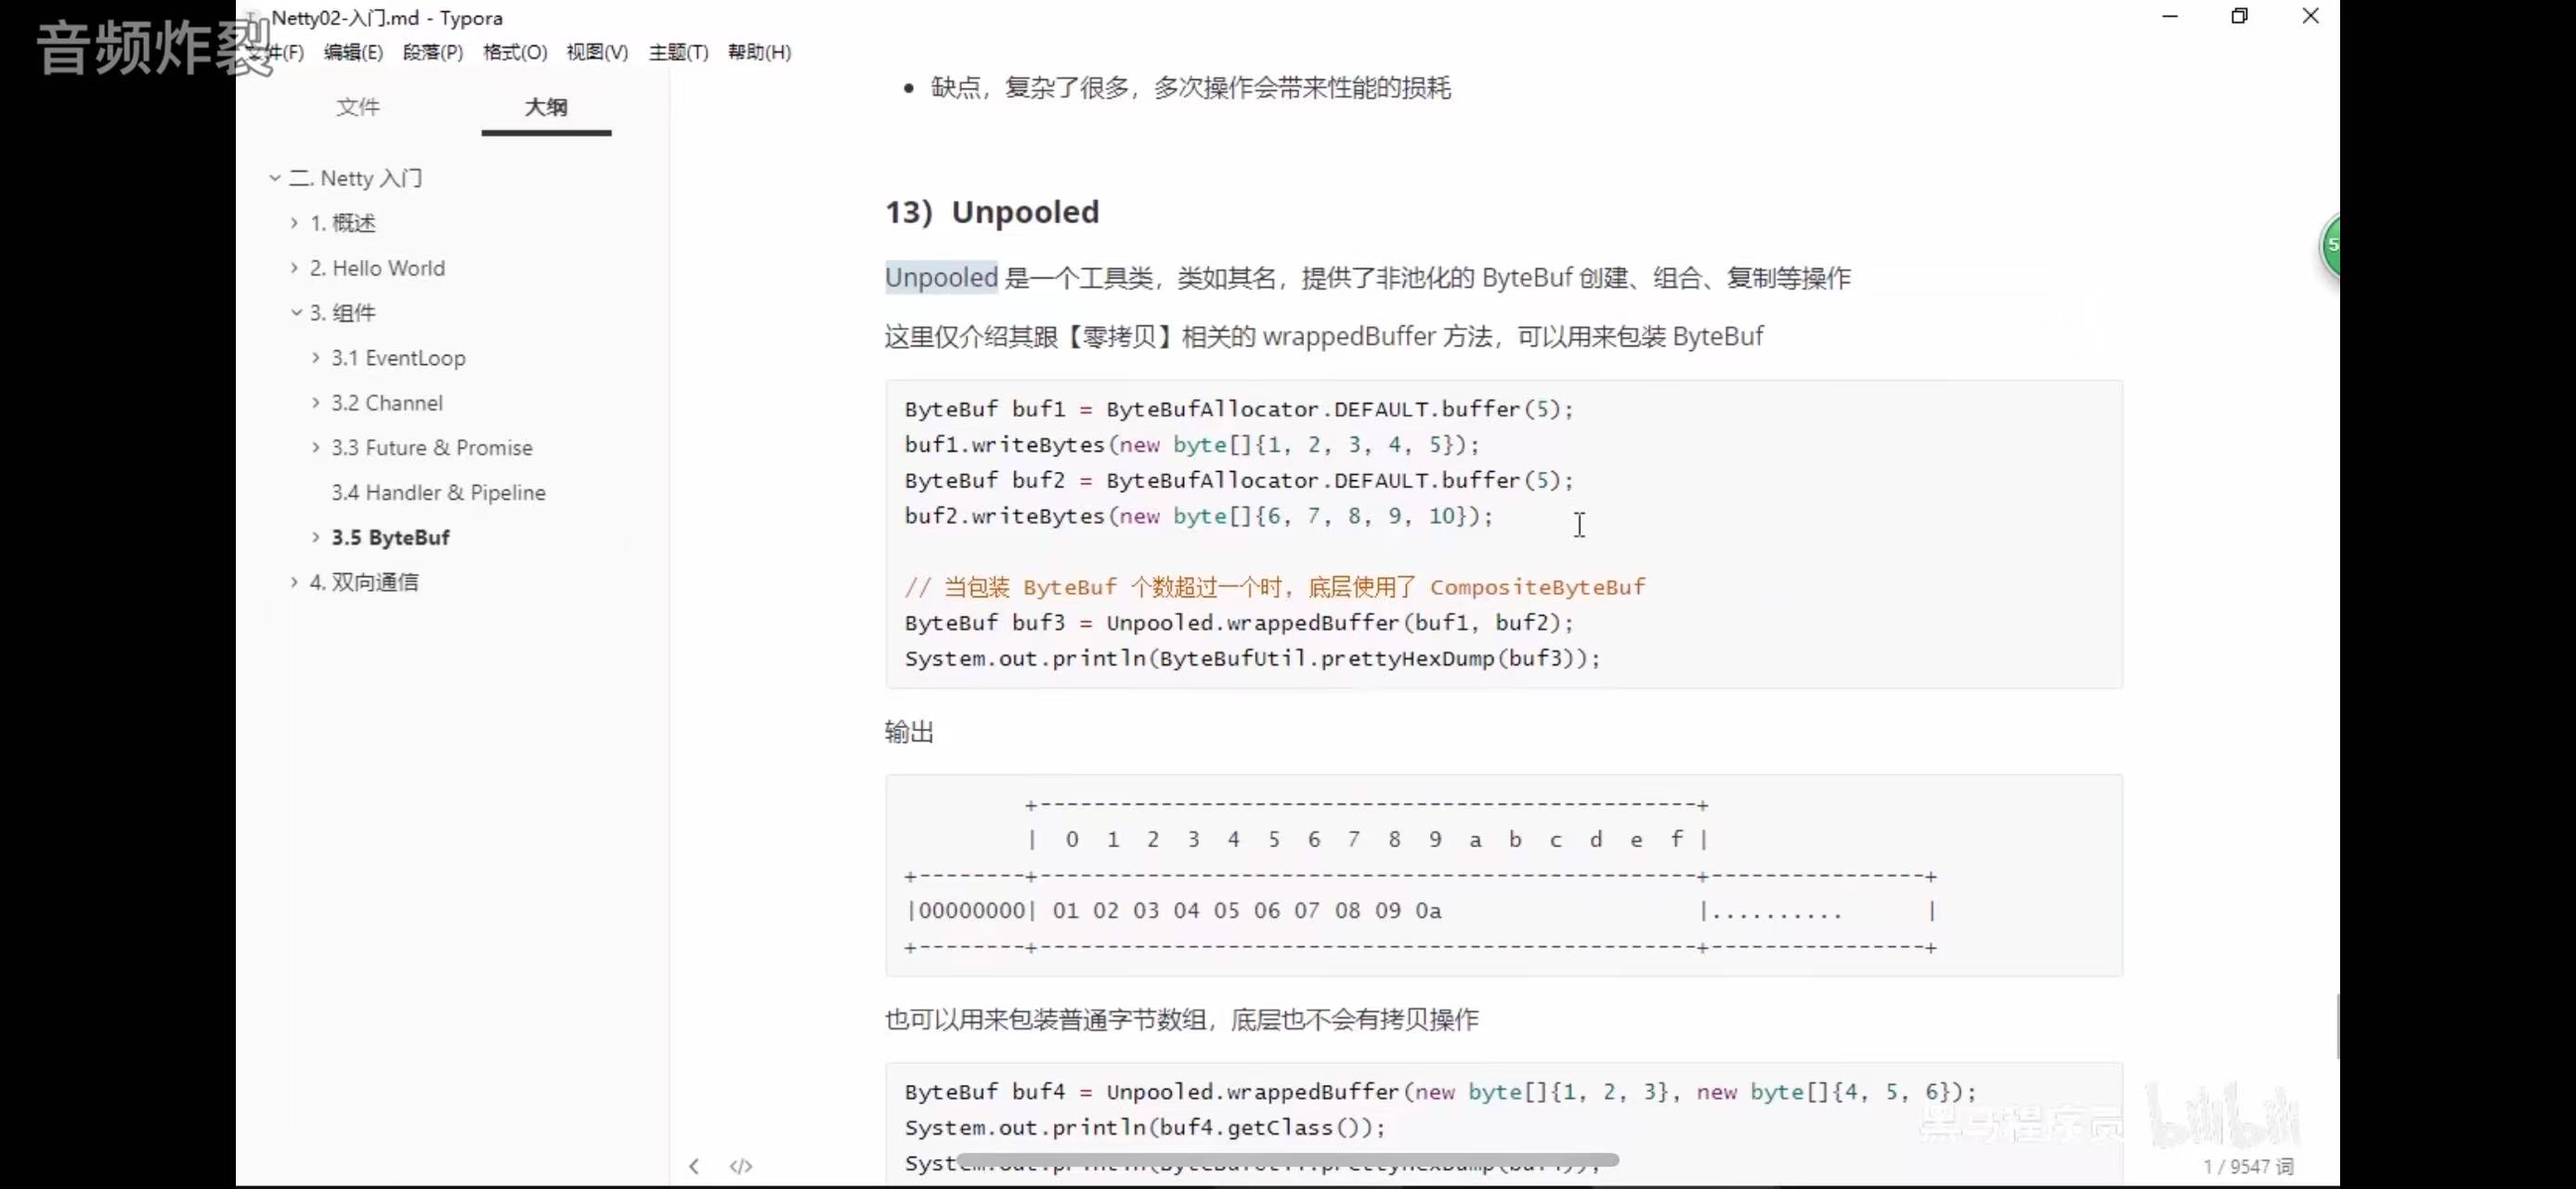 音频炸裂
Netty02-入门.md - Typora
文件(F) 编辑(E) 段落(P) 格式(O) 视图(V) 主题(T) 帮助(H)
文件 大纲
二. Netty 入门
1. 概述
2. Hello World
3. 组件
3.1 EventLoop
3.2 Channel
3.3 Future & Promise
3.4 Handler & Pipeline
3.5 ByteBuf
4. 双向通信
• 缺点，复杂了很多，多次操作会带来性能的损耗
13）Unpooled
Unpooled 是一个工具类，类如其名，提供了非池化的 ByteBuf 创建、组合、复制等操作
这里仅介绍其跟【零拷贝】相关的 wrappedBuffer 方法，可以用来包装 ByteBuf
ByteBuf buf1 = ByteBufAllocator.DEFAULT.buffer(5);
buf1.writeBytes(new byte[]{1, 2, 3, 4, 5});
ByteBuf buf2 = ByteBufAllocator.DEFAULT.buffer(5);
buf2.writeBytes(new byte[]{6, 7, 8, 9, 10});
// 当包装 ByteBuf 个数超过一个时，底层使用了 CompositeByteBuf
ByteBuf buf3 = Unpooled.wrappedBuffer(buf1, buf2);
System.out.println(ByteBufUtil.prettyHexDump(buf3));
输出
         +-------------------------------------------------+
         |  0  1  2  3  4  5  6  7  8  9  a  b  c  d  e  f |
+--------+-------------------------------------------------+----------------+
|00000000| 01 02 03 04 05 06 07 08 09 0a                   |..........      |
+--------+-------------------------------------------------+----------------+
也可以用来包装普通字节数组，底层也不会有拷贝操作
ByteBuf buf4 = Unpooled.wrappedBuffer(new byte[]{1, 2, 3}, new byte[]{4, 5, 6});
System.out.println(buf4.getClass());
System.out.println(ByteBufUtil.prettyHexDump(buf4));
黑马程序员 bilibili
</> 1 / 9547 词
5